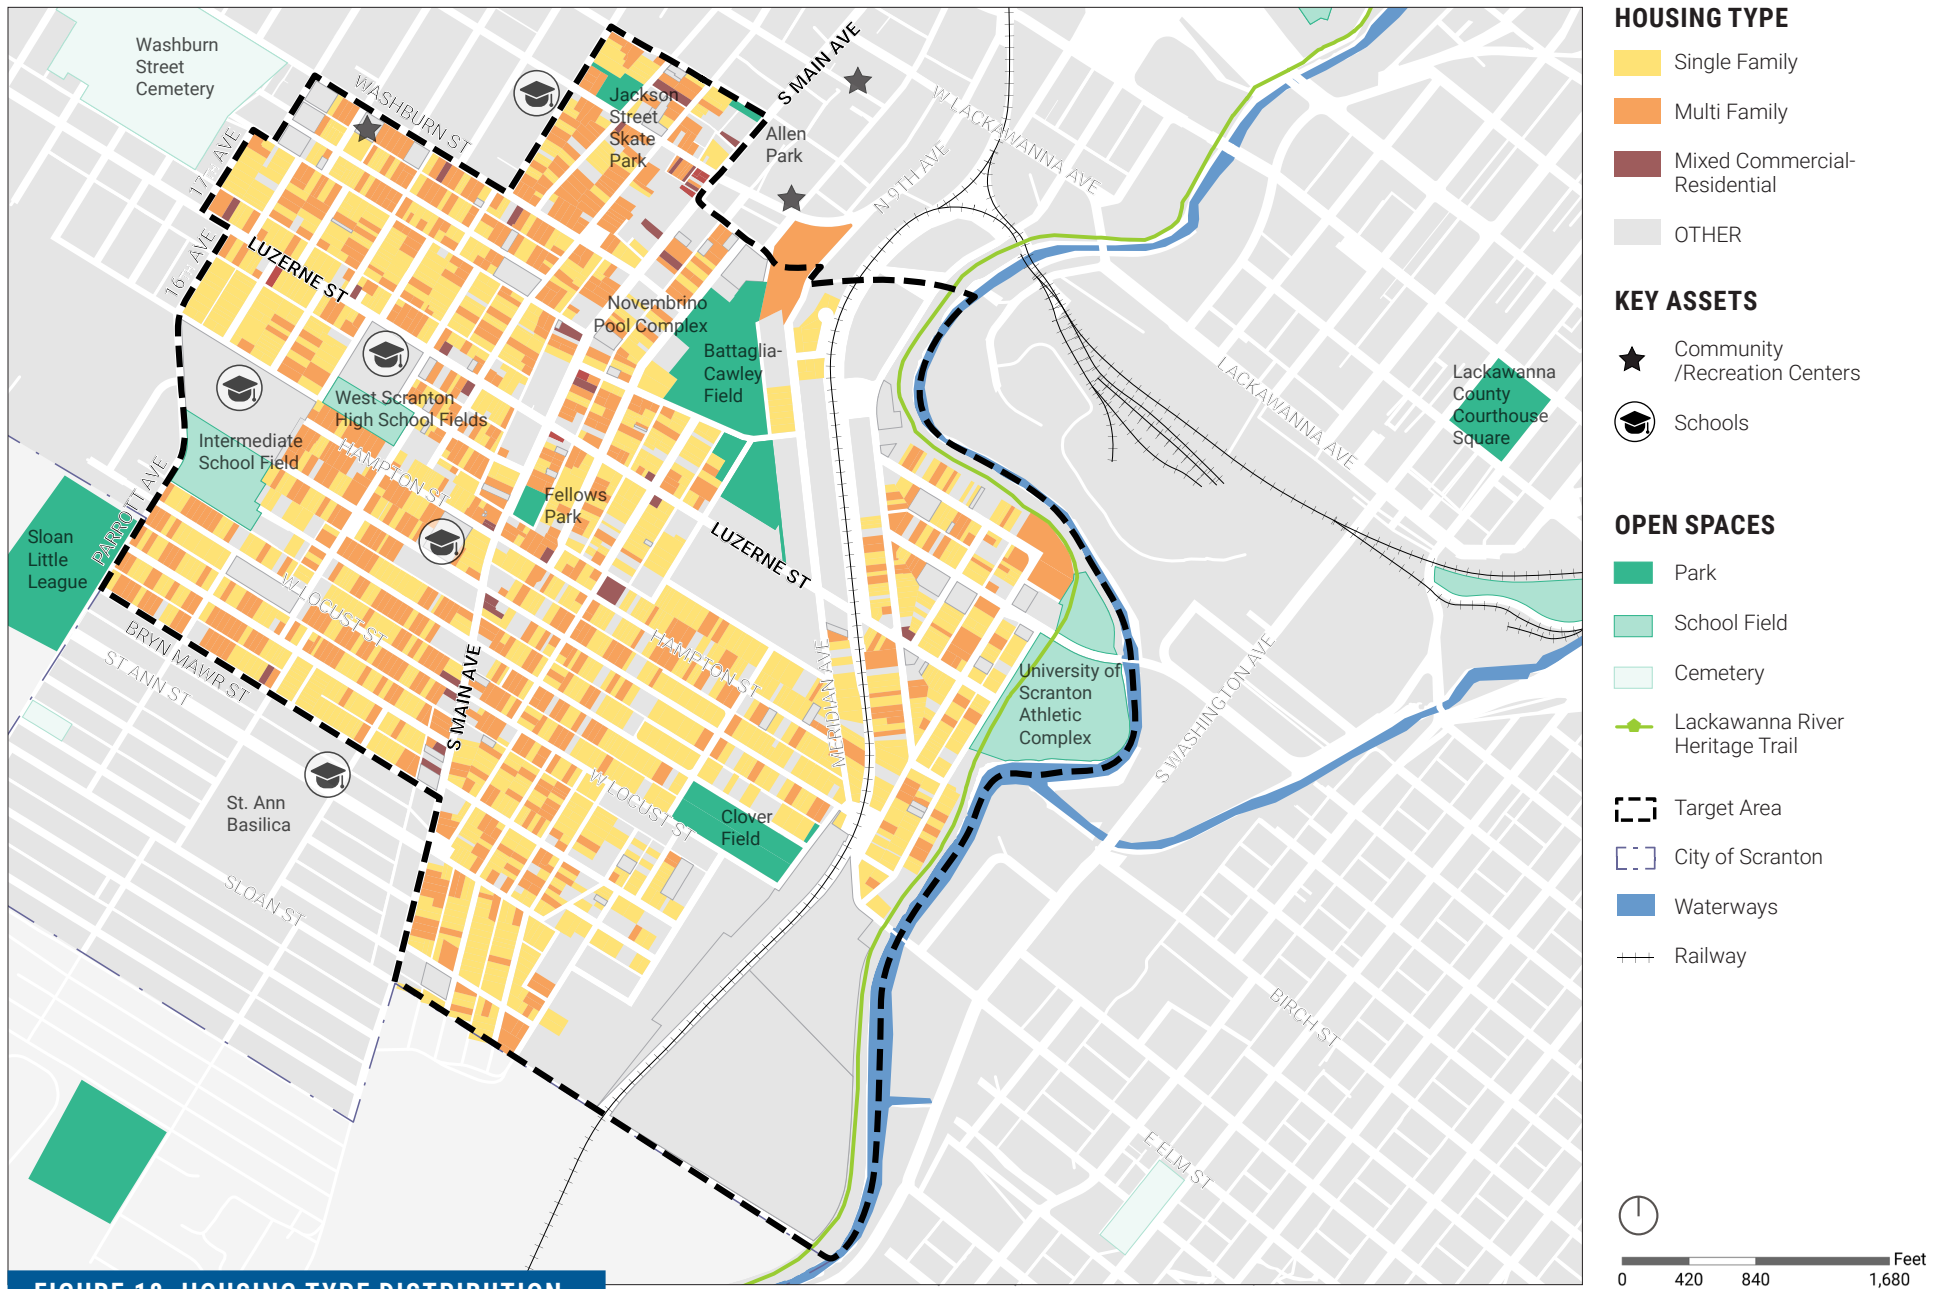 Washburn
Street
Cemetery
WASHBURN ST
17TH AVE
16TH AVE
LUZERNE ST
Jackson
Street
Skate
Park
S MAIN AVE
Allen
Park
N 9TH AVE
W LACKAWANNA AVE
Novembrino
Pool Complex
Battaglia-
Cawley
Field
West Scranton
High School Fields
Intermediate
School Field
HAMPTON ST
PARROTT AVE
Sloan
Little
League
Fellows
Park
LUZERNE ST
LACKAWANNA AVE
Lackawanna
County
Courthouse
Square
W LOCUST ST
BRYN MAWR ST
ST ANN ST
S MAIN AVE
HAMPTON ST
MERIDIAN AVE
University of
Scranton
Athletic
Complex
S WASHINGTON AVE
St. Ann
Basilica
W LOCUST ST
Clover
Field
SLOAN ST
BIRCH ST
E ELM ST
FIGURE 18. HOUSING TYPE DISTRIBUTION
HOUSING TYPE
Single Family
Multi Family
Mixed Commercial-
Residential
OTHER
KEY ASSETS
Community
/Recreation Centers
Schools
OPEN SPACES
Park
School Field
Cemetery
Lackawanna River
Heritage Trail
Target Area
City of Scranton
Waterways
Railway
Feet
0 420 840 1,680